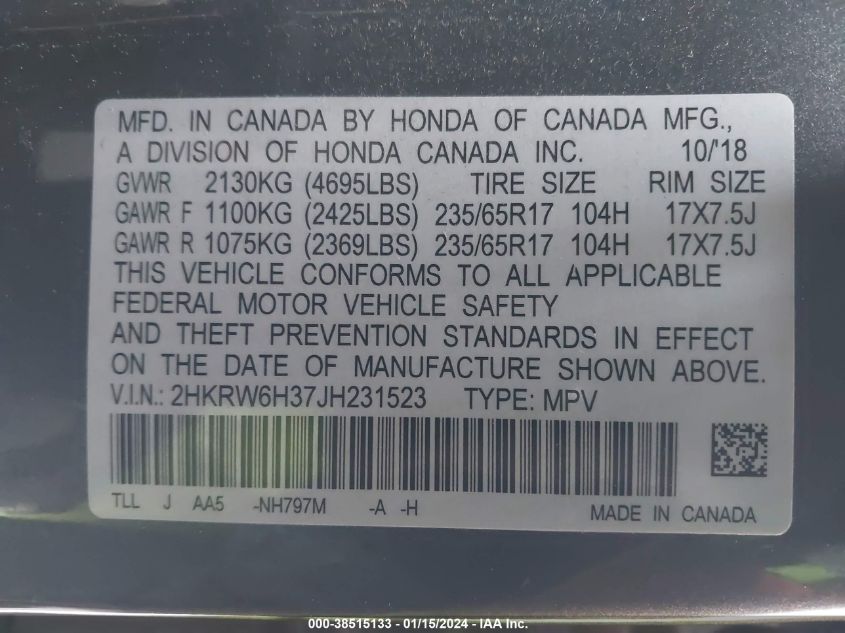 MFD. IN CANADA BY HONDA OF CANADA MFG.,
A DIVISION OF HONDA CANADA INC. 10/'18
GVWR 2130KG (4695LBS) TIRE SIZE RIM SIZE
GAWR F 1100KG (2425LBS) 235/65R17 104H 17X7.5J
GAWR R 1075KG (2369LBS) 235/65R17 104H 17X7.5J
THIS VEHICLE CONFORMS TO ALL APPLICABLE
FEDERAL MOTOR VEHICLE SAFETY
AND THEFT PREVENTION STANDARDS IN EFFECT
ON THE DATE OF MANUFACTURE SHOWN ABOVE.
V.I.N.: 2HKRW6H37JH231523 TYPE: MPV
TLL J AA5 -NH797M -A -H MADE IN CANADA
000-38515133 - 01/15/2024 - IAA Inc.